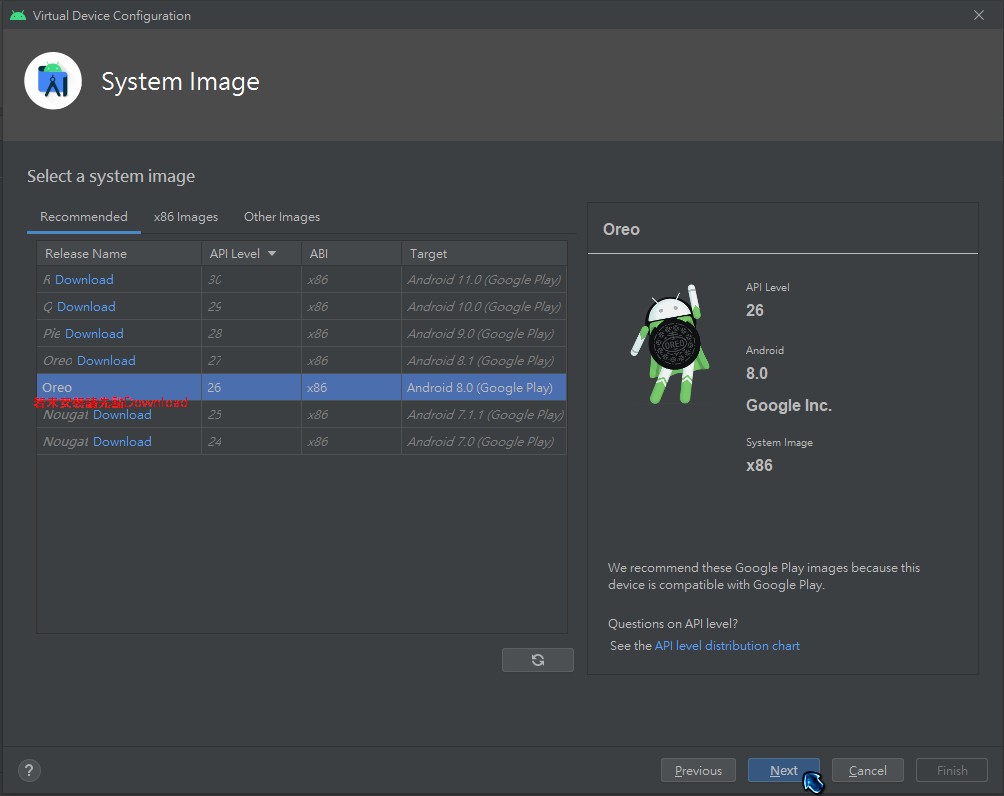 Virtual Device Configuration
System Image
Select a system image
Recommended x86 Images Other Images
Release Name API Level ABI Target
R Download 30 x86 Android 11.0 (Google Play)
Q Download 29 x86 Android 10.0 (Google Play)
Pie Download 28 x86 Android 9.0 (Google Play)
Oreo Download 27 x86 Android 8.1 (Google Play)
Oreo 26 x86 Android 8.0 (Google Play)
若未安裝請先點Download
Nougat Download 25 x86 Android 7.1.1 (Google Play)
Nougat Download 24 x86 Android 7.0 (Google Play)
Oreo
OREO
API Level
26
Android
8.0
Google Inc.
System Image
x86
We recommend these Google Play images because this
device is compatible with Google Play.
Questions on API level?
See the API level distribution chart
? Previous Next Cancel Finish